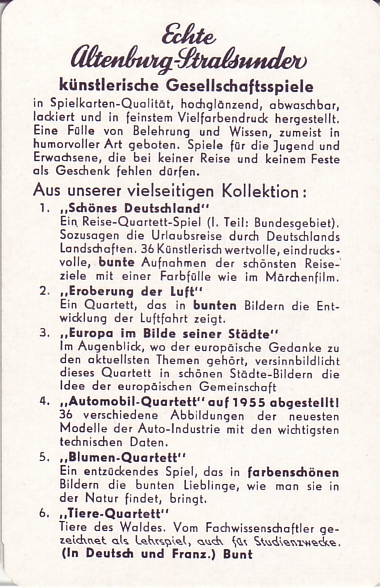 Echte
Altenburg-Stralsunder
künstlerische Gesellschaftsspiele
in Spielkarten-Qualität, hochglänzend, abwaschbar,
lackiert und in feinstem Vielfarbendruck hergestellt.
Eine Fülle von Belehrung und Wissen, zumeist in
humorvoller Art geboten. Spiele für die Jugend und
Erwachsene, die bei keiner Reise und keinem Feste
als Geschenk fehlen dürfen.
Aus unserer vielseitigen Kollektion:
1. „Schönes Deutschland"
Ein Reise-Quartett-Spiel (I. Teil: Bundesgebiet).
Sozusagen die Urlaubsreise durch Deutschlands
Landschaften. 36 Künstlerisch wertvolle, eindrucks-
volle, bunte Aufnahmen der schönsten Reise-
ziele mit einer Farbfülle wie im Märchenfilm.
2. „Eroberung der Luft"
Ein Quartett, das in bunten Bildern die Ent-
wicklung der Luftfahrt zeigt.
3. „Europa im Bilde seiner Städte"
Im Augenblick, wo der europäische Gedanke zu
den aktuellsten Themen gehört, versinnbildlicht
dieses Quartett in schönen Städte-Bildern die
Idee der europäischen Gemeinschaft
4. „Automobil-Quartett" auf 1955 abgestellt!
36 verschiedene Abbildungen der neuesten
Modelle der Auto-Industrie mit den wichtigsten
technischen Daten.
5. „Blumen-Quartett"
Ein entzückendes Spiel, das in farbenschönen
Bildern die bunten Lieblinge, wie man sie in
der Natur findet, bringt.
6. „Tiere-Quartett"
Tiere des Waldes. Vom Fachwissenschaftler ge-
zeichnet als Lehrspiel, auch für Studienzwecke.
(In Deutsch und Franz.) Bunt